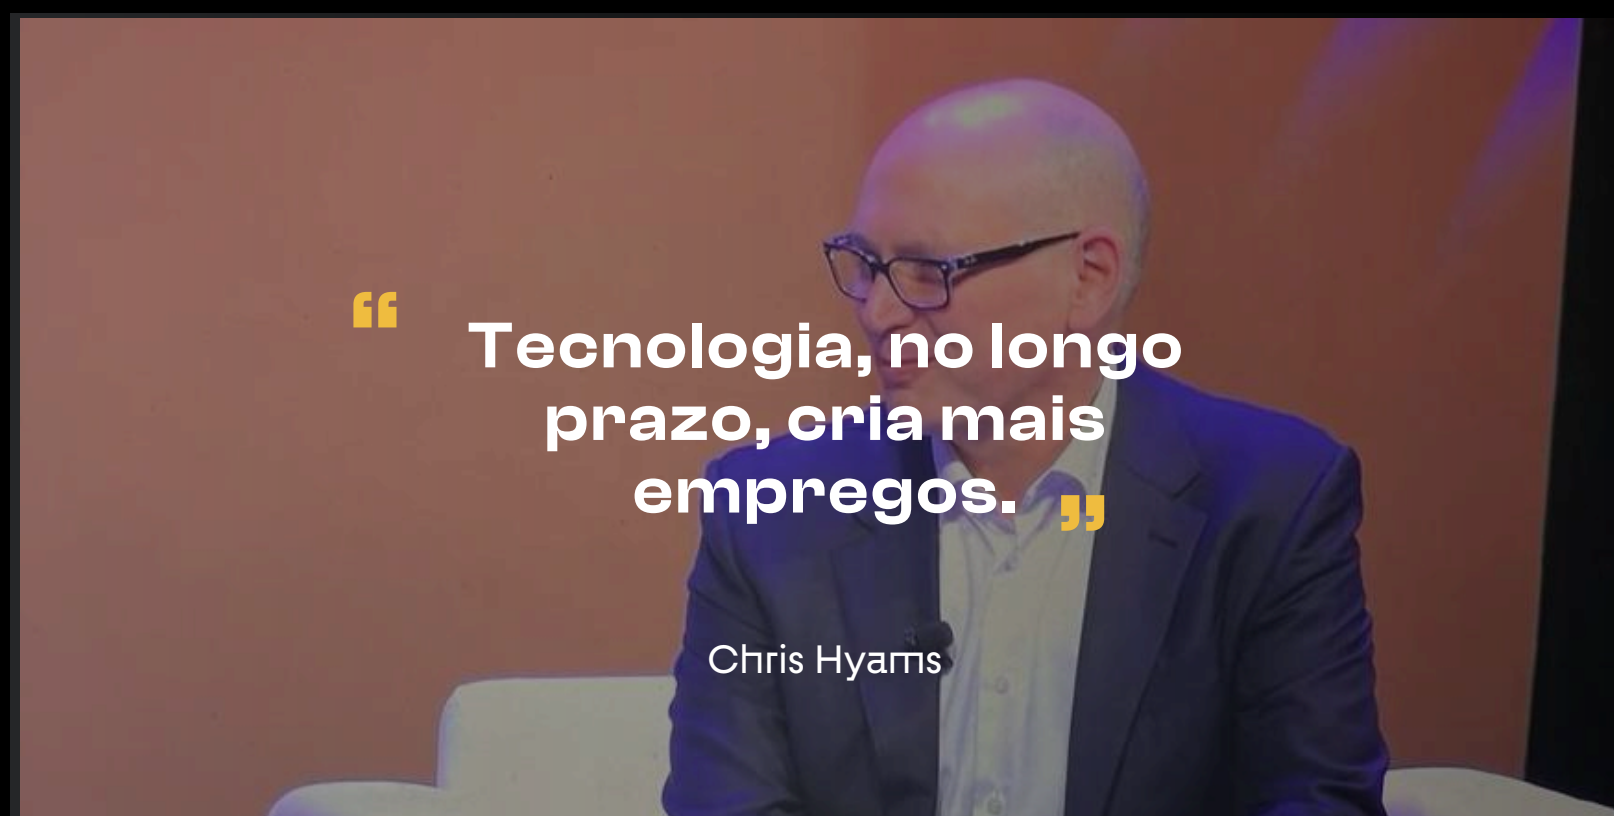 “ Tecnologia, no longo
prazo, cria mais
empregos. ”
Chris Hyams